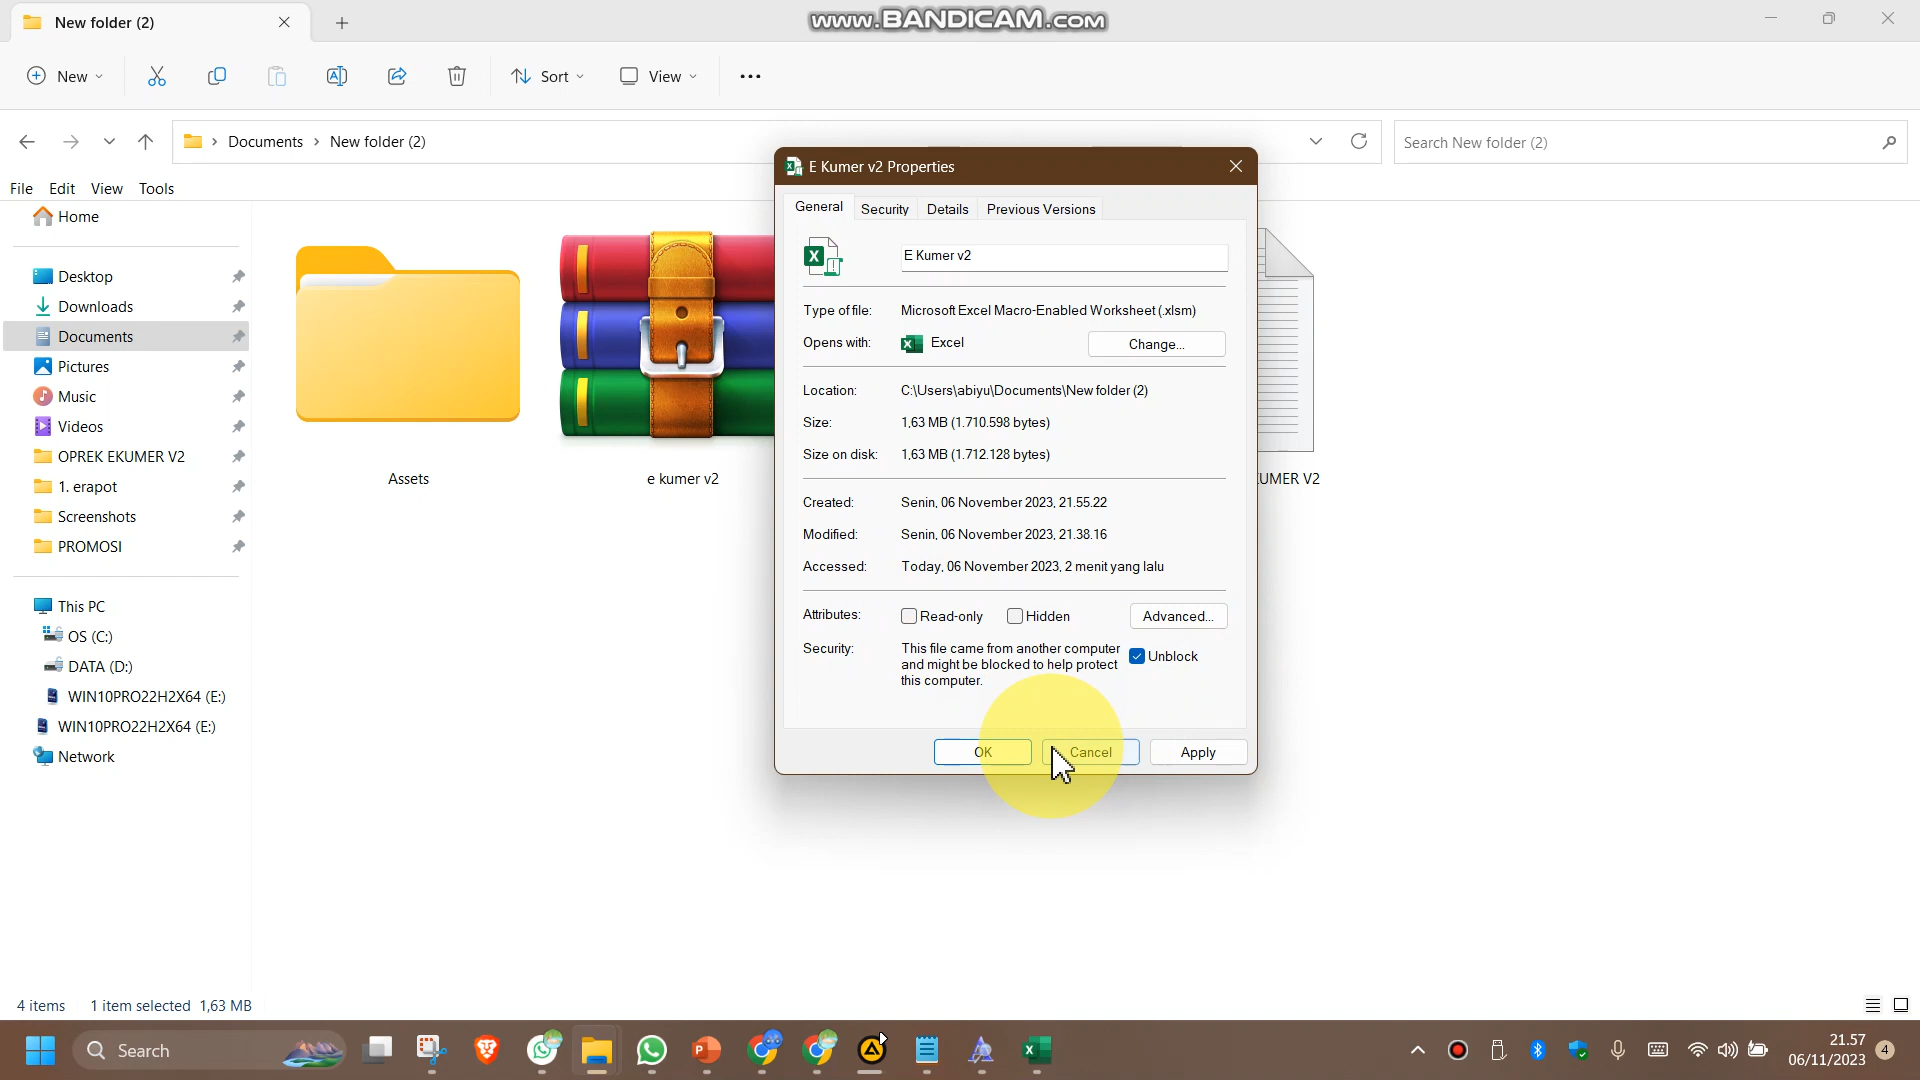 New folder (2)
www.BANDICAM.com
New
Sort
View
Documents
New folder (2)
Search New folder (2)
File Edit View Tools
Home
Desktop
Downloads
Documents
Pictures
Music
Videos
OPREK EKUMER V2
1. erapot
Screenshots
PROMOSI
This PC
OS (C:)
DATA (D:)
WIN10PRO22H2X64 (E:)
WIN10PRO22H2X64 (E:)
Network
Assets
e kumer v2
UMER V2
E Kumer v2 Properties
General Security Details Previous Versions
E Kumer v2
Type of file: Microsoft Excel Macro-Enabled Worksheet (.xlsm)
Opens with: Excel Change...
Location: C:\Users\abiyu\Documents\New folder (2)
Size: 1,63 MB (1.710.598 bytes)
Size on disk: 1,63 MB (1.712.128 bytes)
Created: Senin, 06 November 2023, 21.55.22
Modified: Senin, 06 November 2023, 21.38.16
Accessed: Today, 06 November 2023, 2 menit yang lalu
Attributes: Read-only Hidden Advanced...
Security: This file came from another computer
and might be blocked to help protect
this computer.
Unblock
OK Cancel Apply
4 items 1 item selected 1,63 MB
Search
21.57
06/11/2023
4